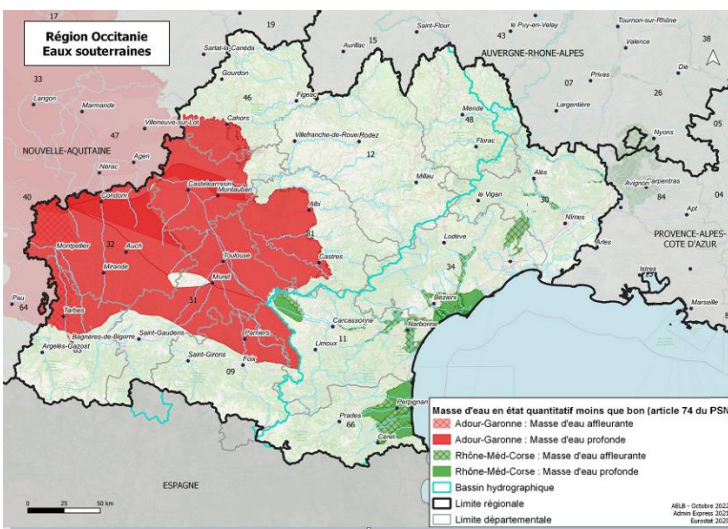 Région Occitanie
Eaux souterraines
17
19
15
43
38
Sarlat-la-Canéda
Aurillac
Saint-Flour
le Puy-en-Velay
Tournon-sur-Rhône
Valence
AUVERGNE-RHONE-ALPES
Die
Gourdon
33
46
07
Privas
26
Langon
Marmande
Figeac
Mende
48
Largentière
05
Villeneuve-sur-Lot
Cahors
47
Villefranche-de-Rouer
Rodez
Florac
Nyons
NOUVELLE-AQUITAINE
Agen
12
Nérac
Alès
Millau
Castelsarrasin
Montauban
le Vigan
30
Avignon
Carpentras
84
04
40
Condom
Albi
Nîmes
Apt
81
Lodève
Montpellier
Auch
32
Arles
PROVENCE-ALPES-
COTE D'AZUR
Toulouse
Castres
34
Mirande
Muret
Istres
Pau
64
31
Béziers
Marseille
Tarbes
Carcassonne
Narbonne
Pamiers
Bagnères-de-Bigorre
Saint-Gaudens
Limoux
11
Argelès-Gazost
Saint-Girons
Foix
09
Perpignan
Prades
66
Céret
ESPAGNE
0 25 50 km
Masse d'eau en état quantitatif moins que bon (article 74 du PSN
Adour-Garonne : Masse d'eau affleurante
Adour-Garonne : Masse d'eau profonde
Rhône-Méd-Corse : Masse d'eau affleurante
Rhône-Méd-Corse : Masse d'eau profonde
Bassin hydrographique
Limite régionale
Limite départementale
AELB - Octobre 202
Admin Express 202
Eurostat 202